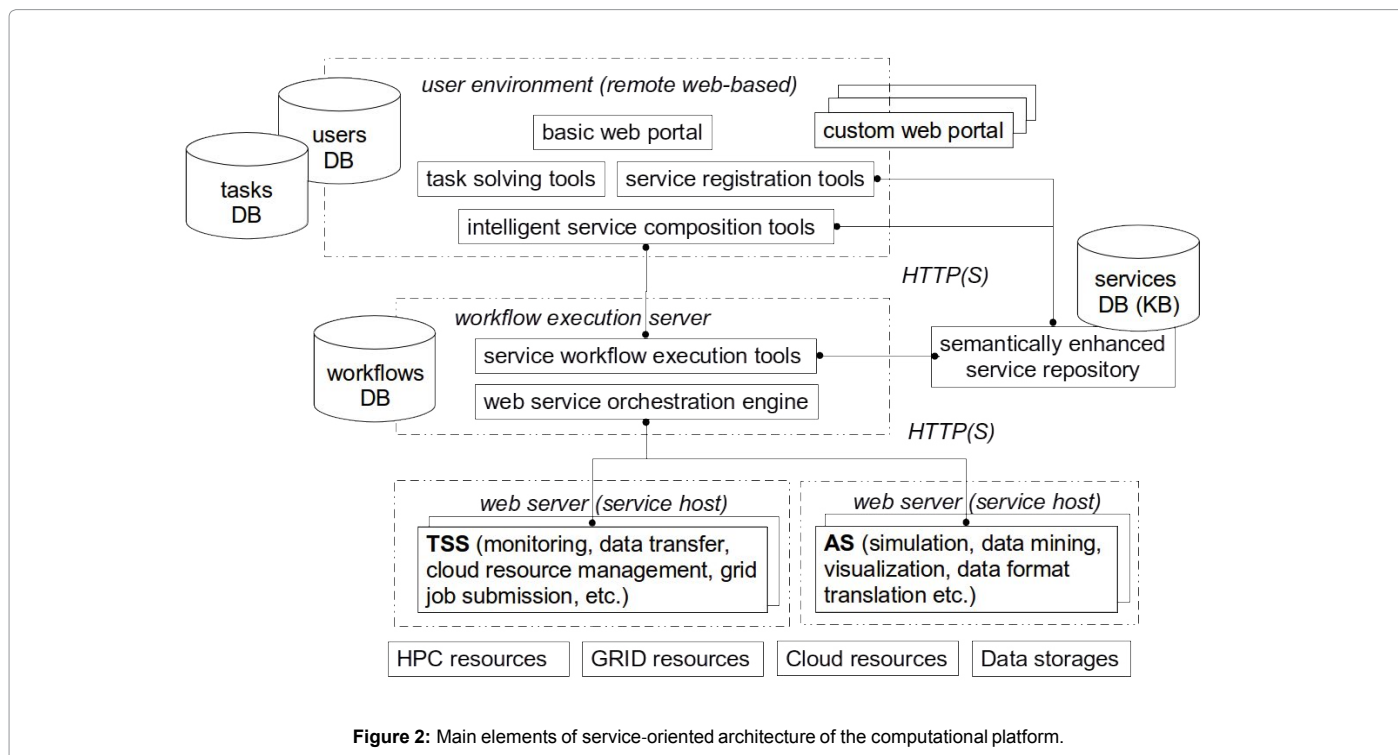 user environment (remote web-based)
users
DB
basic web portal
custom web portal
tasks
DB
task solving tools
service registration tools
intelligent service composition tools
HTTP(S)
services
DB (KB)
workflow execution server
workflows
DB
service workflow execution tools
semantically enhanced
service repository
web service orchestration engine
HTTP(S)
web server (service host)
TSS (monitoring, data transfer,
cloud resource management, grid
job submission, etc.)
web server (service host)
AS (simulation, data mining,
visualization, data format
translation etc.)
HPC resources
GRID resources
Cloud resources
Data storages
Figure 2: Main elements of service-oriented architecture of the computational platform.